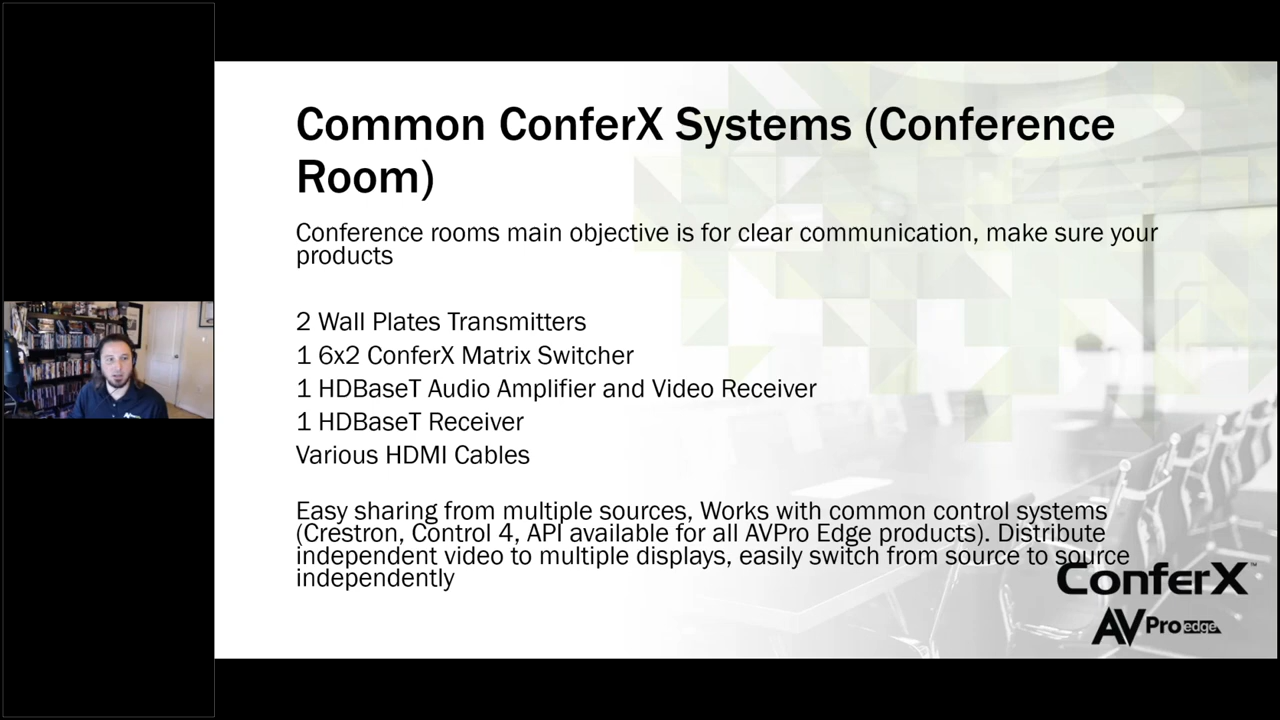 Common ConferX Systems (Conference
Room)
Conference rooms main objective is for clear communication, make sure your
products
2 Wall Plates Transmitters
1 6x2 ConferX Matrix Switcher
1 HDBaseT Audio Amplifier and Video Receiver
1 HDBaseT Receiver
Various HDMI Cables
Easy sharing from multiple sources, Works with common control systems
(Crestron, Control 4, API available for all AVPro Edge products). Distribute
independent video to multiple displays, easily switch from source to source
independently
ConferX™
AVPro edge